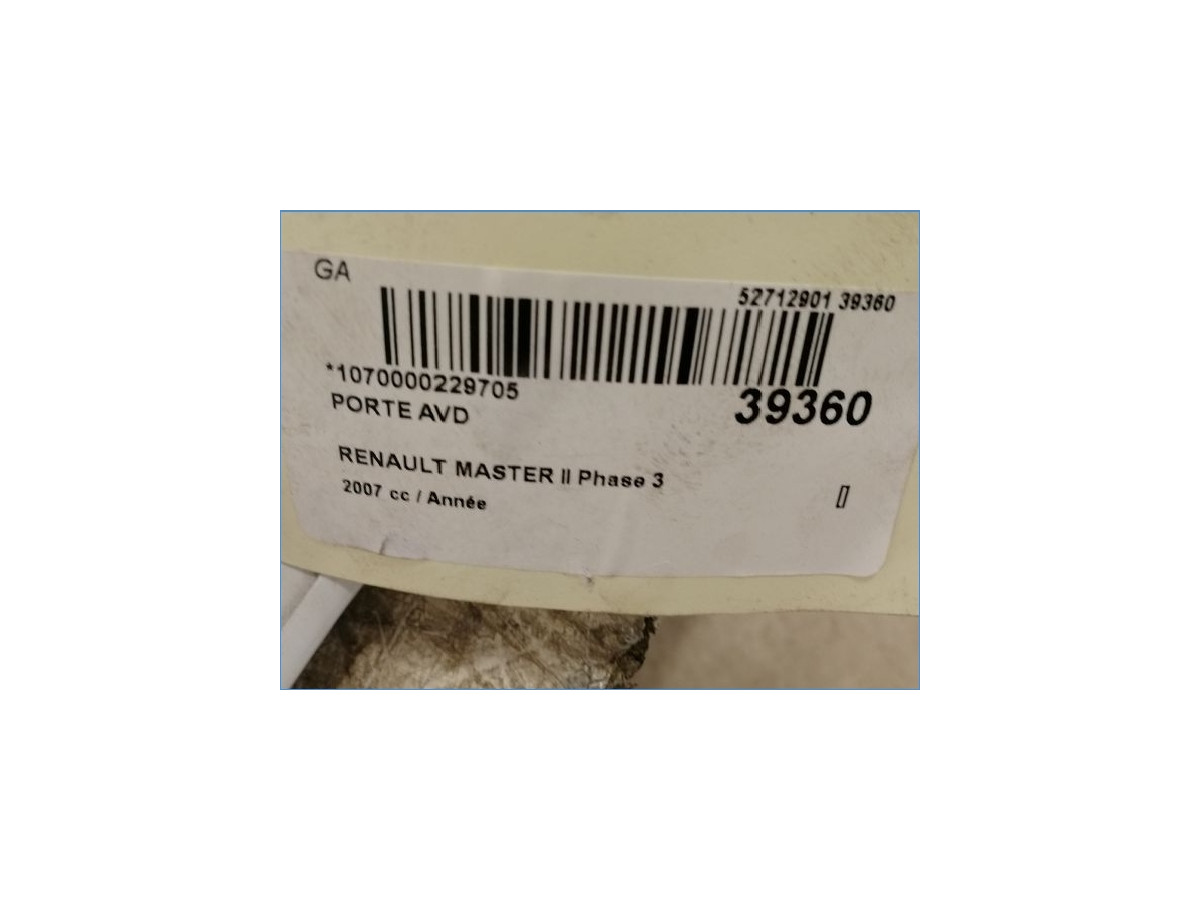 GA
52712901 39360
*1070000229705
39360
PORTE AVD
RENAULT MASTER II Phase 3
2007 cc / Année